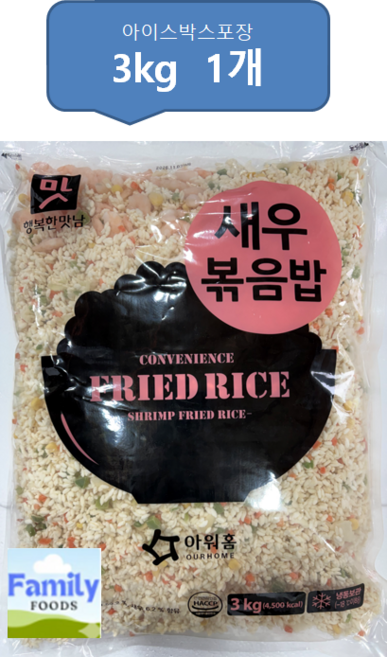 아이스박스포장
3kg 1개
맛
행복한맛남
새우
볶음밥
CONVENIENCE
FRIED RICE
SHRIMP FRIED RICE
아워홈
OURHOME
Family
FOODS
HACCP
3kg (4,500 kcal)
냉동보관